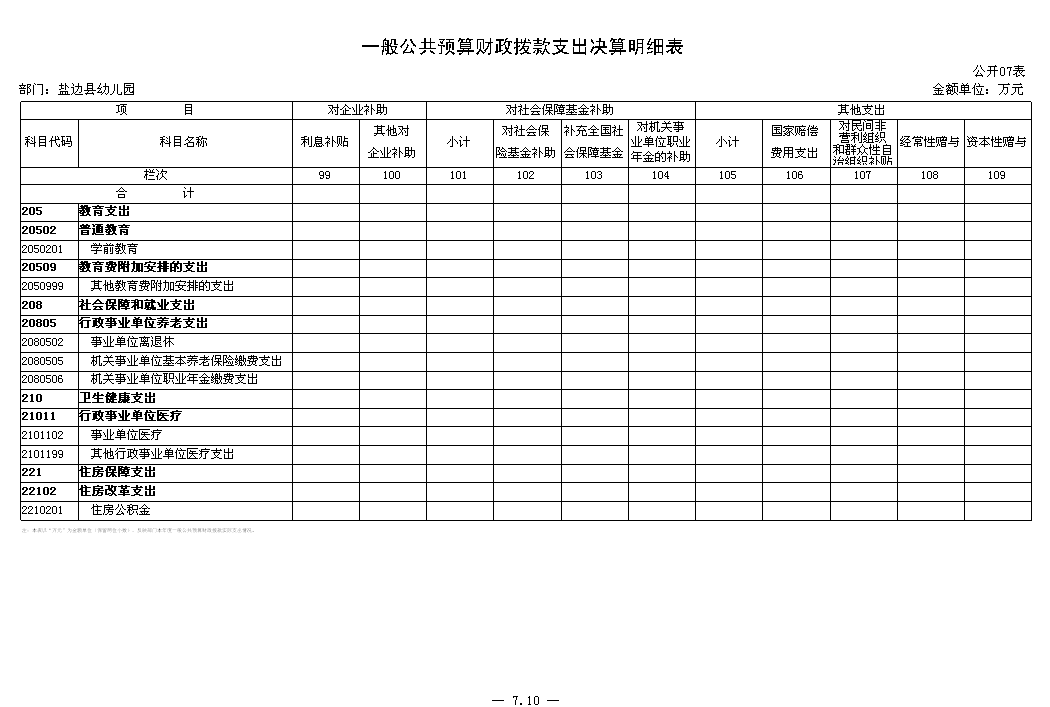 一般公共预算财政拨款支出决算明细表
公开07表
部门：盐边县幼儿园 金额单位：万元
项 目 对企业补助 对社会保障基金补助 其他支出
科目代码 科目名称 利息补贴 其他对企业补助 小计 对社会保险基金补助 补充全国社会保障基金 对机关事业单位职业年金的补助 小计 国家赔偿费用支出 对民间非营利组织和群众性自治组织补贴 经常性赠与 资本性赠与
栏次 99 100 101 102 103 104 105 106 107 108 109
合 计
205 教育支出
20502 普通教育
2050201 学前教育
20509 教育费附加安排的支出
2050999 其他教育费附加安排的支出
208 社会保障和就业支出
20805 行政事业单位养老支出
2080502 事业单位离退休
2080505 机关事业单位基本养老保险缴费支出
2080506 机关事业单位职业年金缴费支出
210 卫生健康支出
21011 行政事业单位医疗
2101102 事业单位医疗
2101199 其他行政事业单位医疗支出
221 住房保障支出
22102 住房改革支出
2210201 住房公积金
— 7.10 —